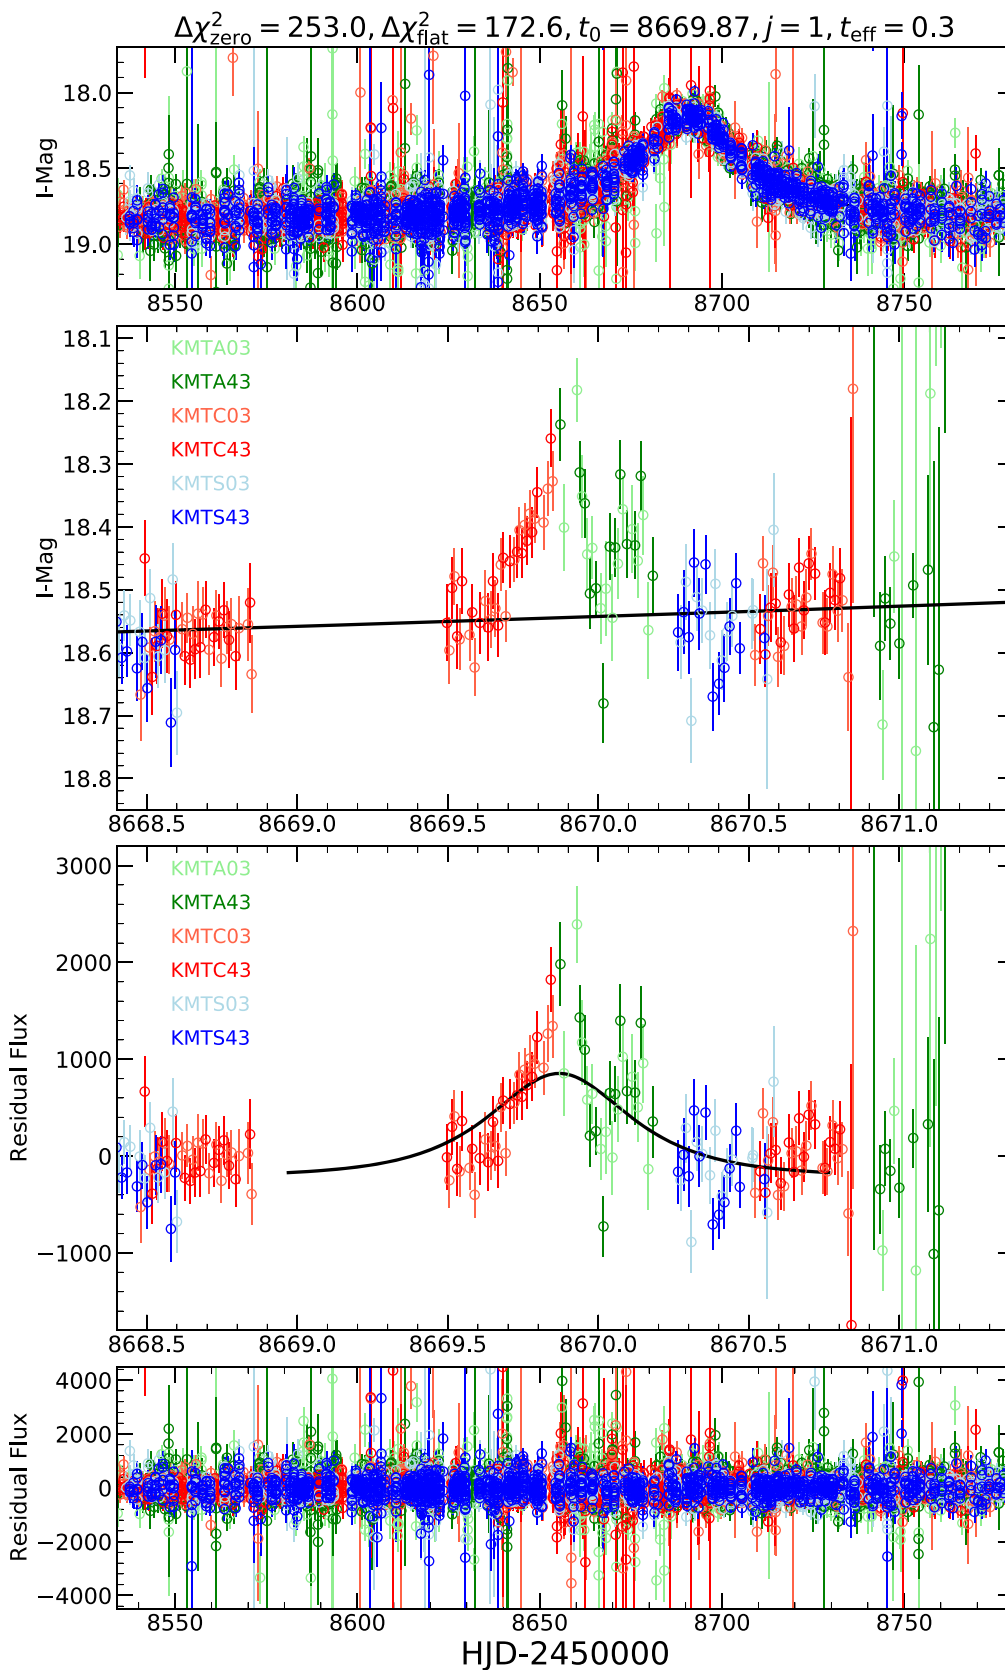 Δχ²zero = 253.0, Δχ²flat = 172.6, t₀ = 8669.87, j = 1, teff = 0.3
I-Mag
18.0
18.5
19.0
8550 8600 8650 8700 8750
I-Mag
18.1
18.2
18.3
18.4
18.5
18.6
18.7
18.8
KMTA03
KMTA43
KMTC03
KMTC43
KMTS03
KMTS43
8668.5 8669.0 8669.5 8670.0 8670.5 8671.0
Residual Flux
3000
2000
1000
0
−1000
KMTA03
KMTA43
KMTC03
KMTC43
KMTS03
KMTS43
8668.5 8669.0 8669.5 8670.0 8670.5 8671.0
Residual Flux
4000
2000
0
−2000
−4000
8550 8600 8650 8700 8750
HJD-2450000